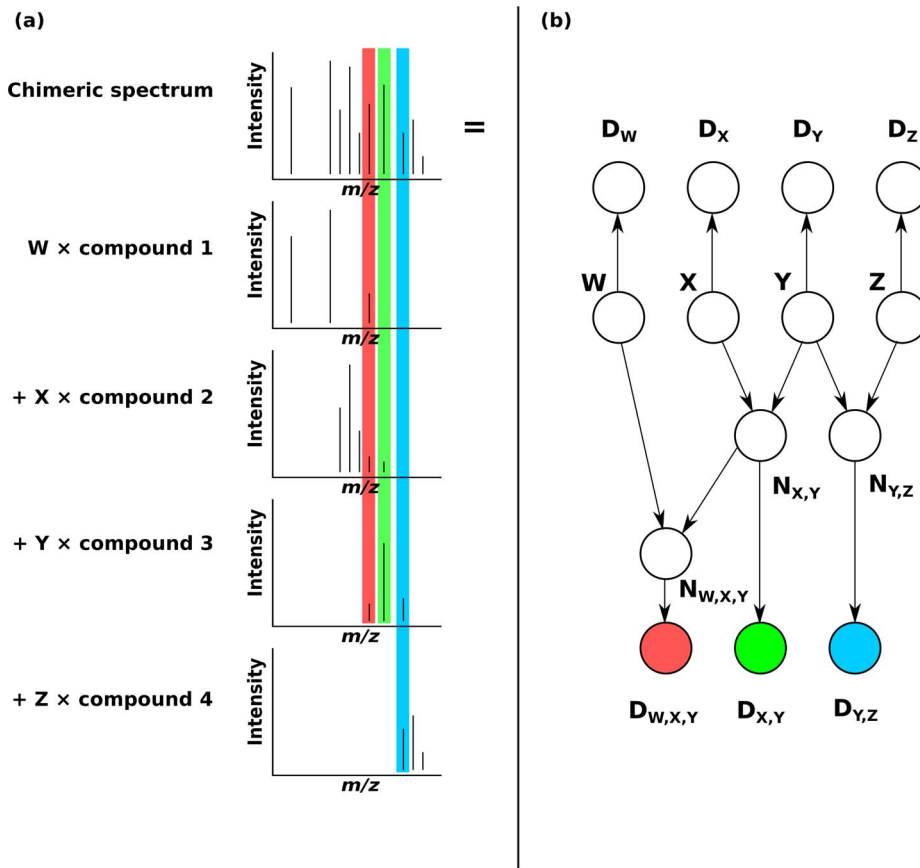 (a)
Chimeric spectrum
Intensity
m/z
=
W × compound 1
Intensity
m/z
+ X × compound 2
Intensity
m/z
+ Y × compound 3
Intensity
m/z
+ Z × compound 4
Intensity
m/z
(b)
D_W D_X D_Y D_Z
W X Y Z
N_X,Y N_Y,Z
N_W,X,Y
D_W,X,Y D_X,Y D_Y,Z